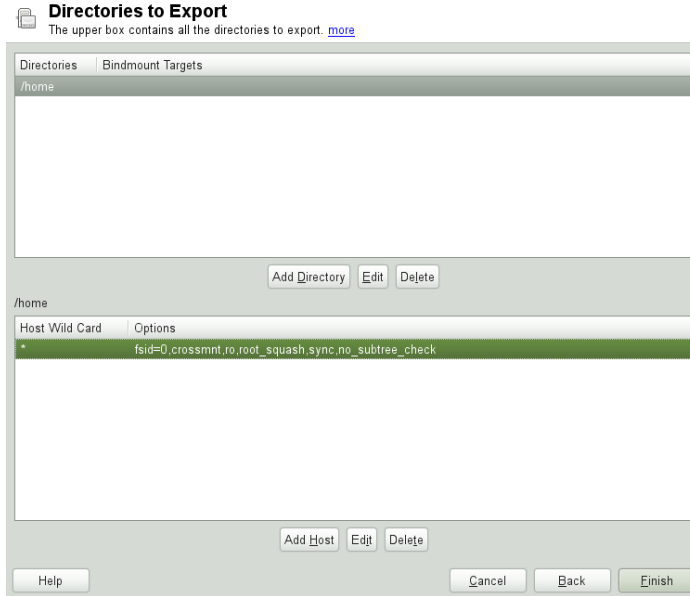 Directories to Export
The upper box contains all the directories to export. more
Directories Bindmount Targets
/home
Add Directory Edit Delete
/home
Host Wild Card Options
* fsid=0,crossmnt,ro,root_squash,sync,no_subtree_check
Add Host Edit Delete
Help Cancel Back Finish